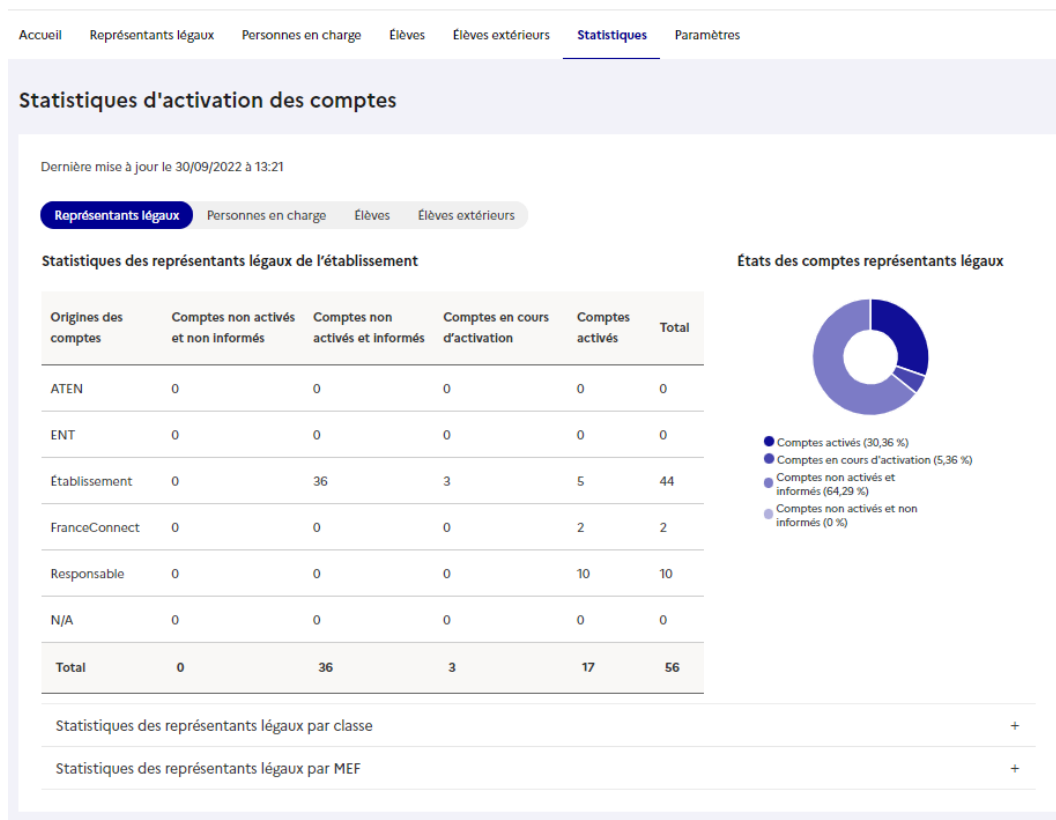 Accueil Représentants légaux Personnes en charge Élèves Élèves extérieurs Statistiques Paramètres
Statistiques d'activation des comptes
Dernière mise à jour le 30/09/2022 à 13:21
Représentants légaux Personnes en charge Élèves Élèves extérieurs
Statistiques des représentants légaux de l'établissement
Origines des comptes Comptes non activés et non informés Comptes non activés et informés Comptes en cours d'activation Comptes activés Total
ATEN 0 0 0 0 0
ENT 0 0 0 0 0
Établissement 0 36 3 5 44
FranceConnect 0 0 0 2 2
Responsable 0 0 0 10 10
N/A 0 0 0 0 0
Total 0 36 3 17 56
États des comptes représentants légaux
Comptes activés (30,36 %)
Comptes en cours d'activation (5,36 %)
Comptes non activés et
informés (64,29 %)
Comptes non activés et non
informés (0 %)
Statistiques des représentants légaux par classe +
Statistiques des représentants légaux par MEF +